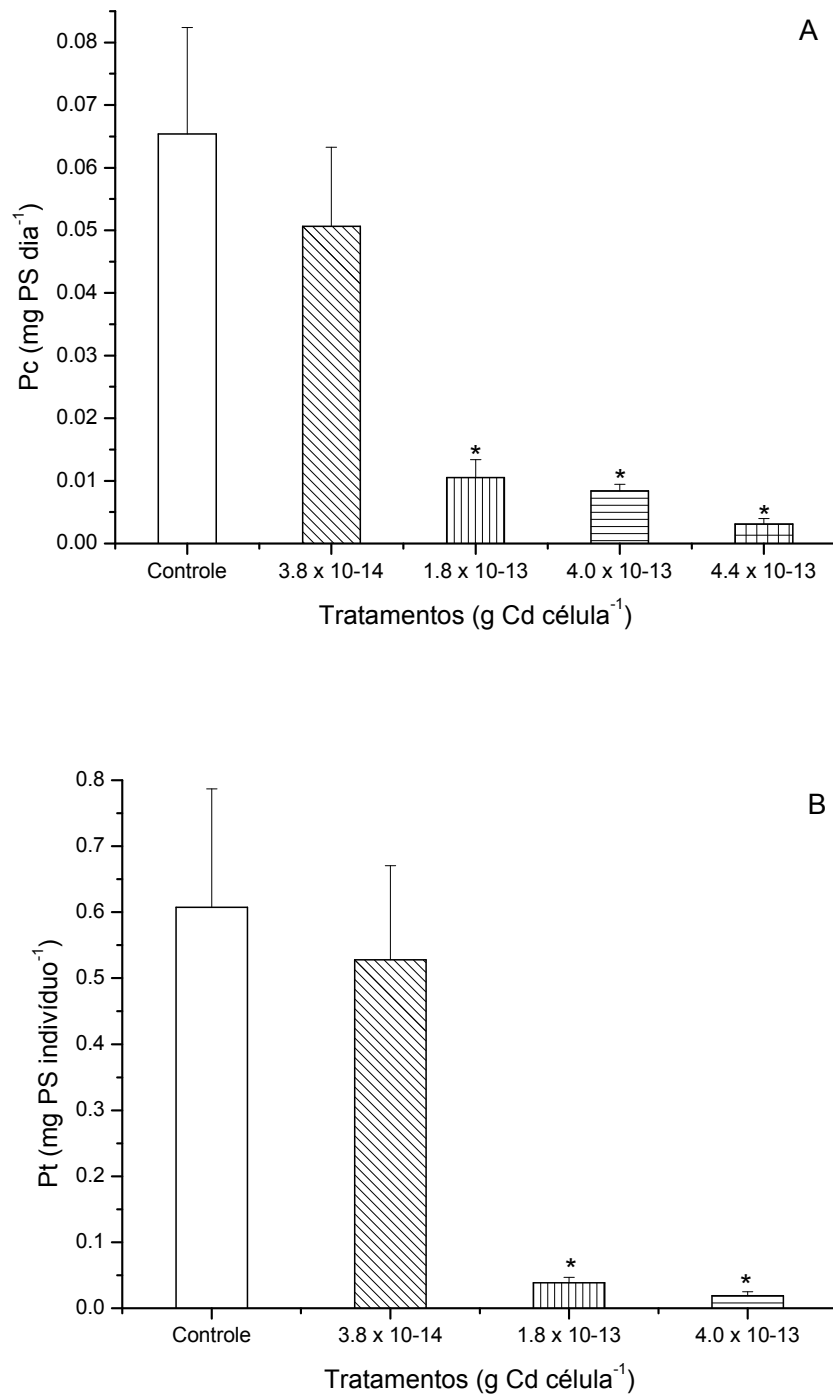 A
0.08
0.07
0.06
0.05
0.04
0.03
0.02
0.01
0.00
Pc (mg PS dia⁻¹)
*
*
*
Controle 3.8 x 10-14 1.8 x 10-13 4.0 x 10-13 4.4 x 10-13
Tratamentos (g Cd célula⁻¹)
B
0.8
0.7
0.6
0.5
0.4
0.3
0.2
0.1
0.0
Pt (mg PS indivíduo⁻¹)
*
*
Controle 3.8 x 10-14 1.8 x 10-13 4.0 x 10-13
Tratamentos (g Cd célula⁻¹)